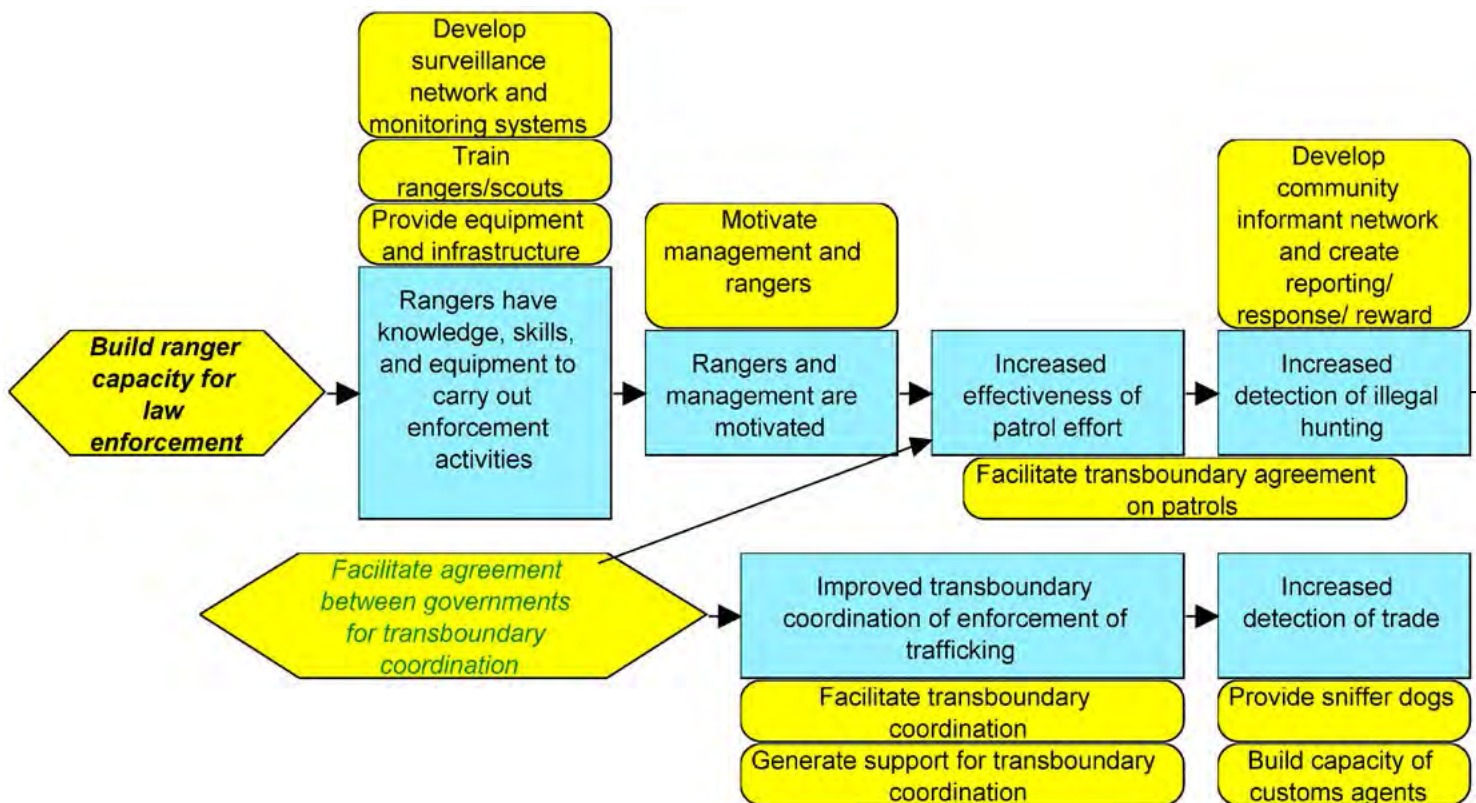 Develop
surveillance
network and
monitoring systems
Train
rangers/scouts
Provide equipment
and infrastructure
Motivate
management and
rangers
Develop
community
informant network
and create
reporting/
response/ reward
Build ranger
capacity for
law
enforcement
Rangers have
knowledge, skills,
and equipment to
carry out
enforcement
activities
Rangers and
management are
motivated
Increased
effectiveness of
patrol effort
Increased
detection of illegal
hunting
Facilitate transboundary agreement
on patrols
Facilitate agreement
between governments
for transboundary
coordination
Improved transboundary
coordination of enforcement of
trafficking
Increased
detection of trade
Facilitate transboundary
coordination
Generate support for transboundary
coordination
Provide sniffer dogs
Build capacity of
customs agents